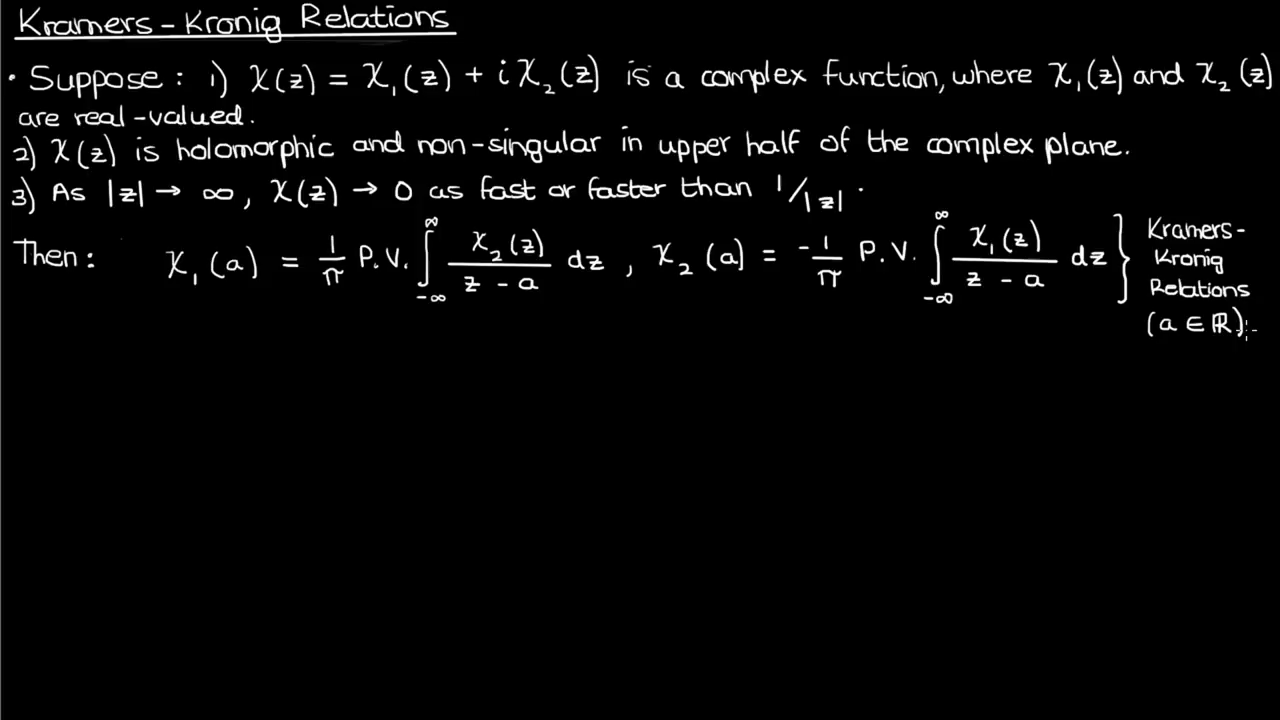 Kramers-Kronig Relations
• Suppose: 1) χ(z) = χ₁(z) + i χ₂(z) is a complex function, where χ₁(z) and χ₂(z)
are real-valued.
2) χ(z) is holomorphic and non-singular in upper half of the complex plane.
3) As |z| → ∞, χ(z) → 0 as fast or faster than 1/|z|.
Then: χ₁(a) = 1/π P.V. ∫_{-∞}^{∞} χ₂(z)/(z - a) dz, χ₂(a) = -1/π P.V. ∫_{-∞}^{∞} χ₁(z)/(z - a) dz }
Kramers-
Kronig
Relations
(a ∈ ℝ)